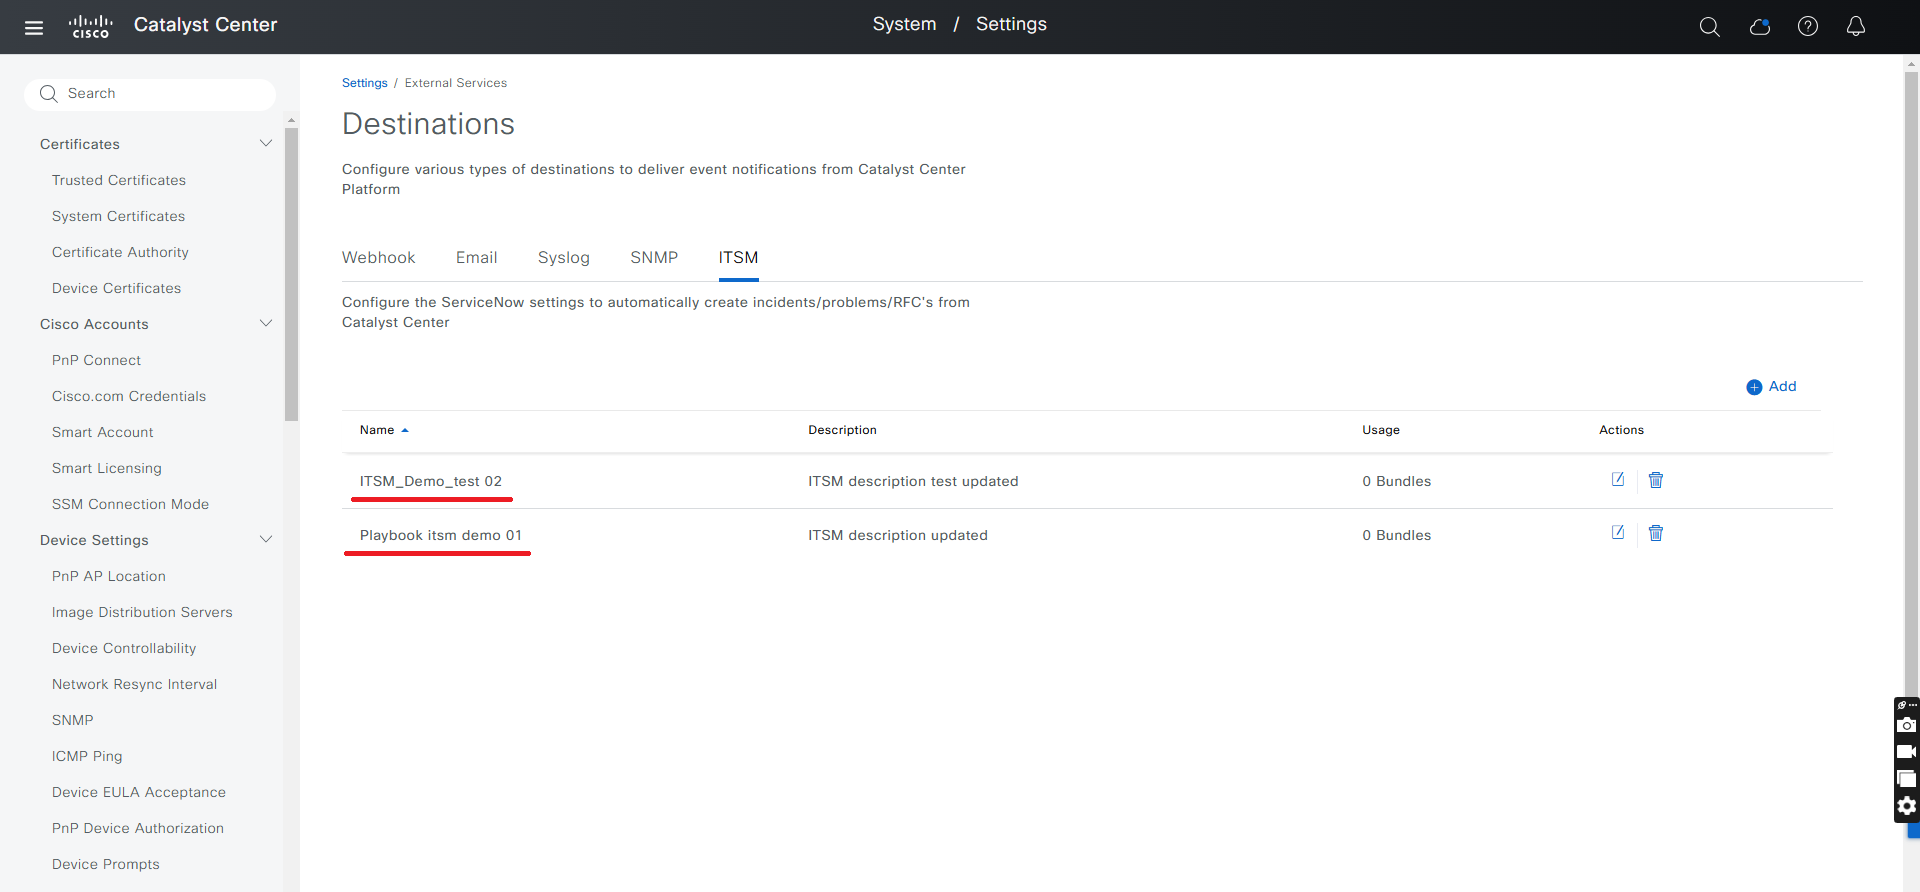 cisco
Catalyst Center
System / Settings
Search
Certificates
Trusted Certificates
System Certificates
Certificate Authority
Device Certificates
Cisco Accounts
PnP Connect
Cisco.com Credentials
Smart Account
Smart Licensing
SSM Connection Mode
Device Settings
PnP AP Location
Image Distribution Servers
Device Controllability
Network Resync Interval
SNMP
ICMP Ping
Device EULA Acceptance
PnP Device Authorization
Device Prompts
Settings / External Services
Destinations
Configure various types of destinations to deliver event notifications from Catalyst Center
Platform
Webhook Email Syslog SNMP ITSM
Configure the ServiceNow settings to automatically create incidents/problems/RFC's from
Catalyst Center
Add
Name Description Usage Actions
ITSM_Demo_test 02 ITSM description test updated 0 Bundles
Playbook itsm demo 01 ITSM description updated 0 Bundles